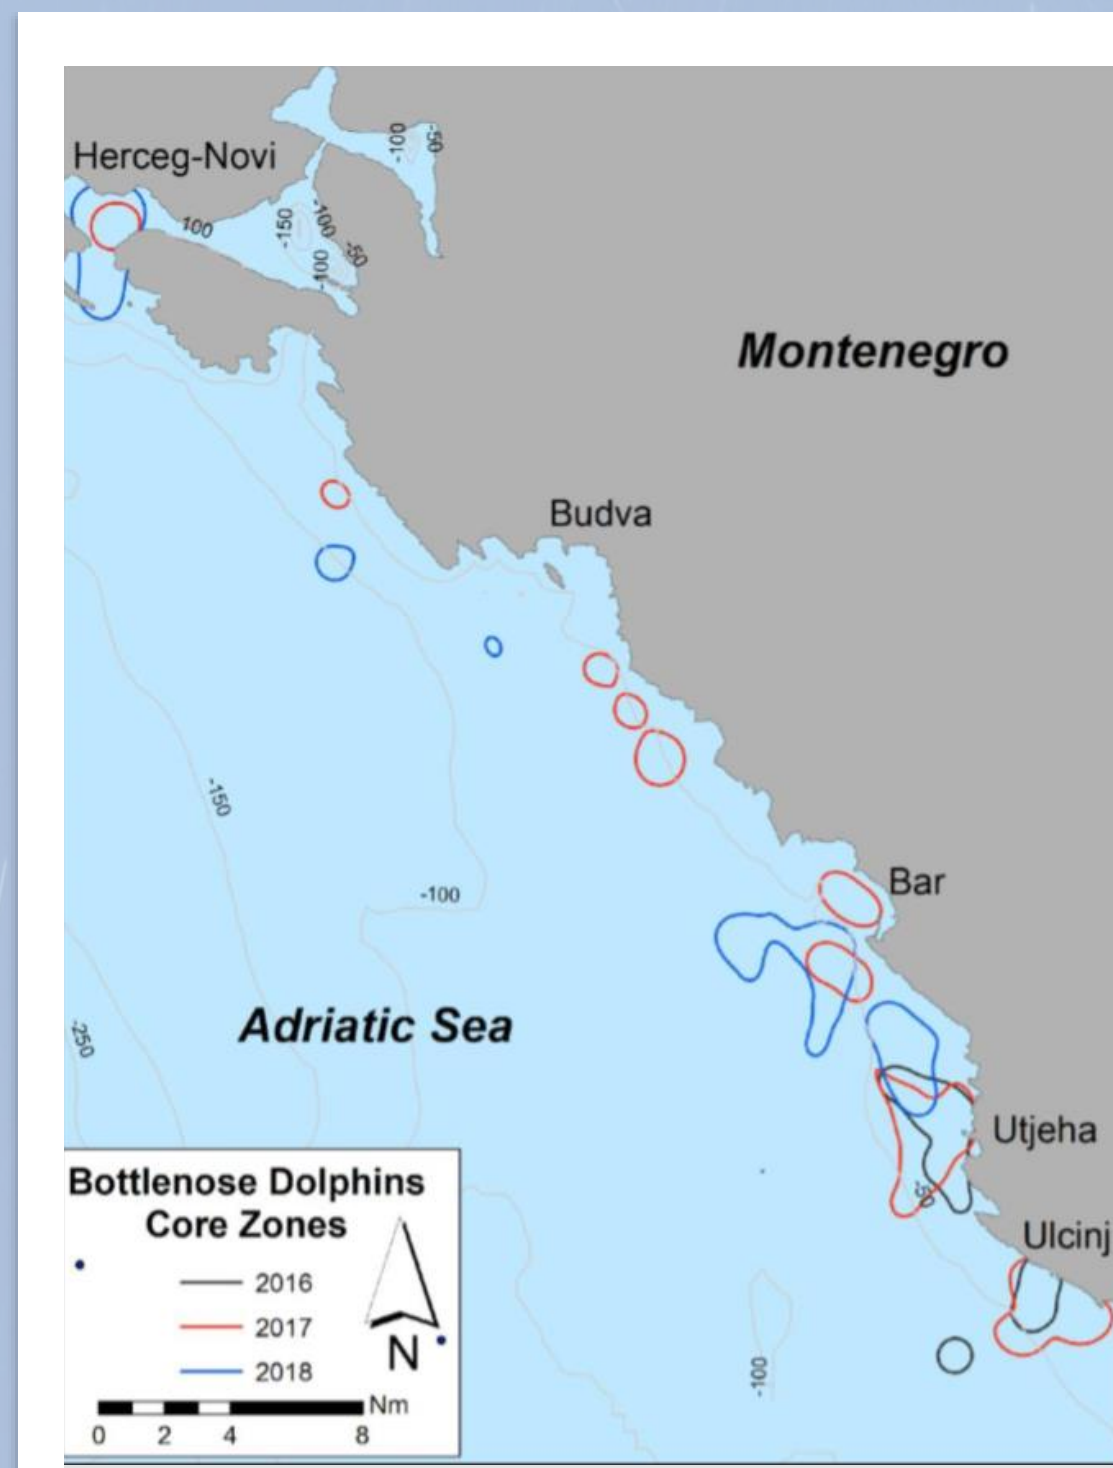 Herceg-Novi
-100
-50
100
-150
-100
-50
-100
Montenegro
Budva
-150
-100
Bar
Adriatic Sea
-250
Utjeha
-50
Ulcinj
-100
Bottlenose Dolphins
Core Zones
2016
2017
2018
N
Nm
0 2 4 8